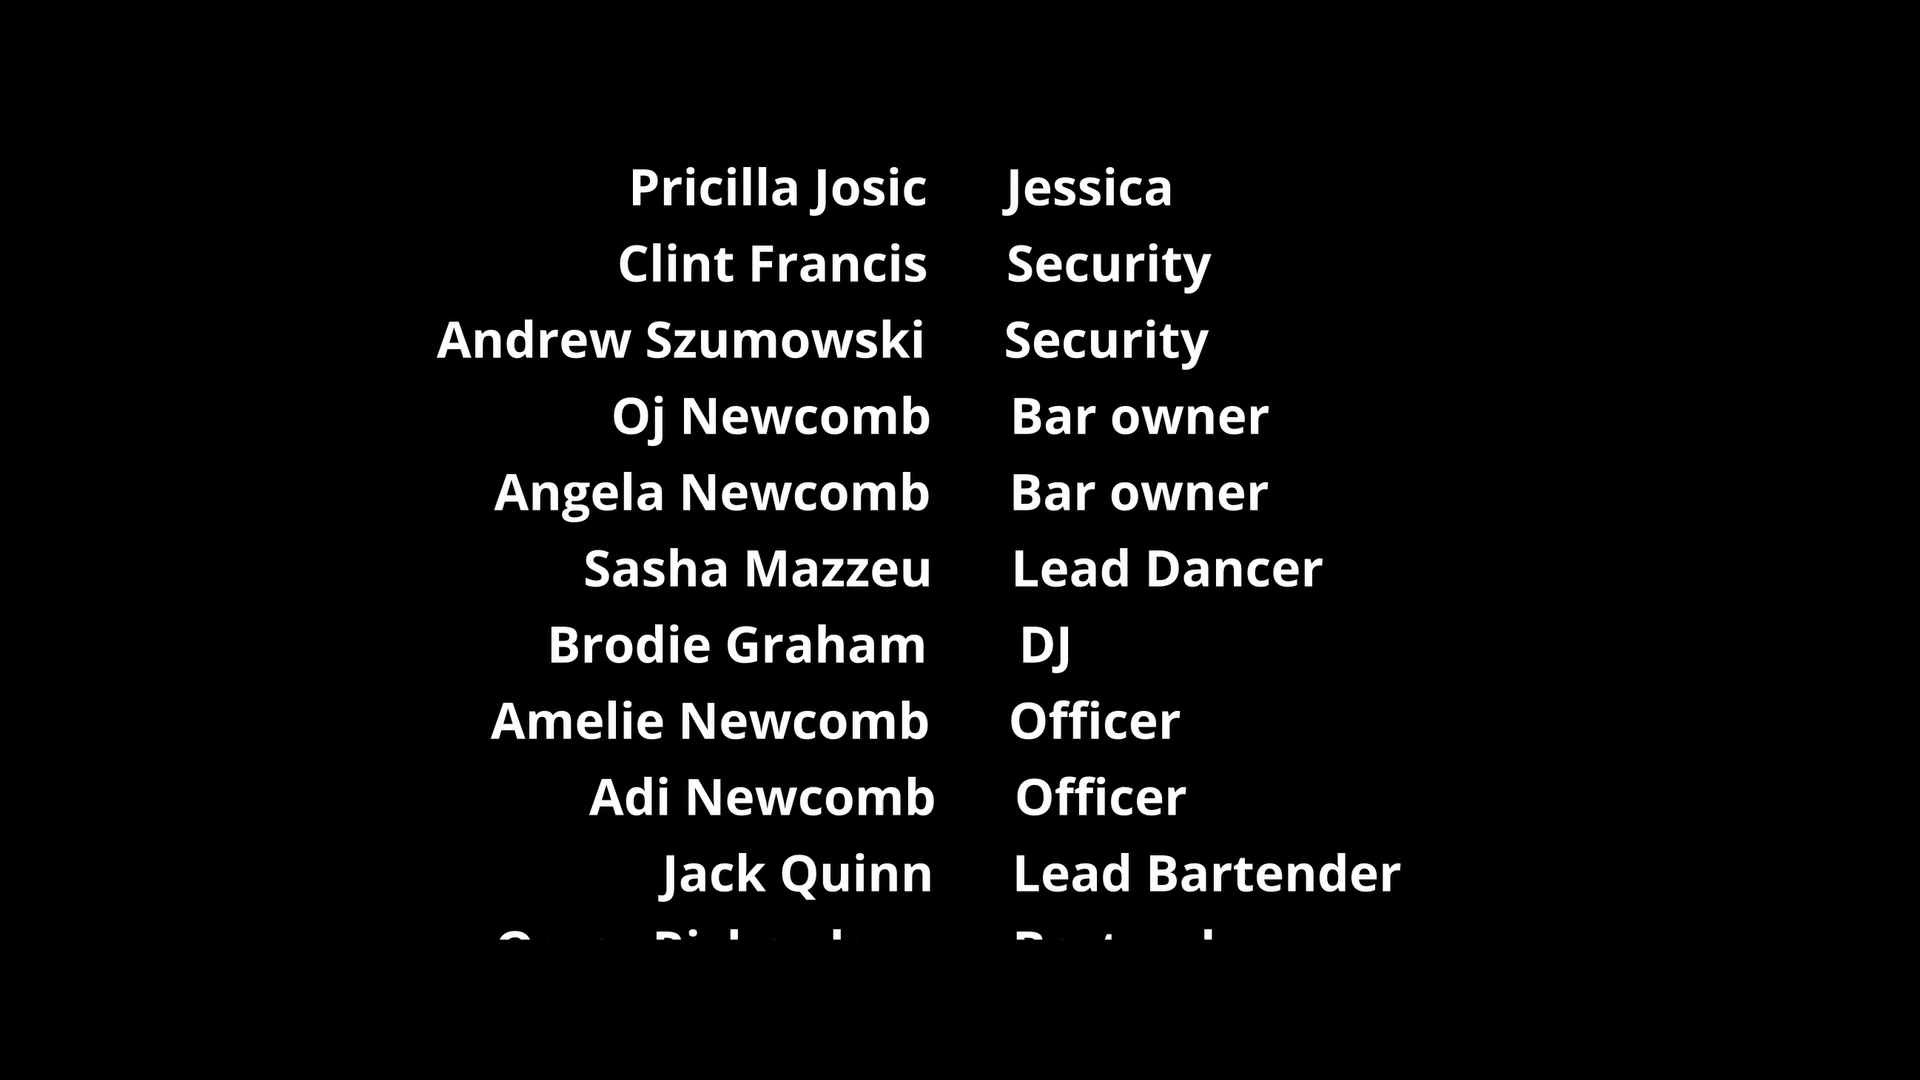 Pricilla Josic Jessica
Clint Francis Security
Andrew Szumowski Security
Oj Newcomb Bar owner
Angela Newcomb Bar owner
Sasha Mazzeu Lead Dancer
Brodie Graham DJ
Amelie Newcomb Officer
Adi Newcomb Officer
Jack Quinn Lead Bartender